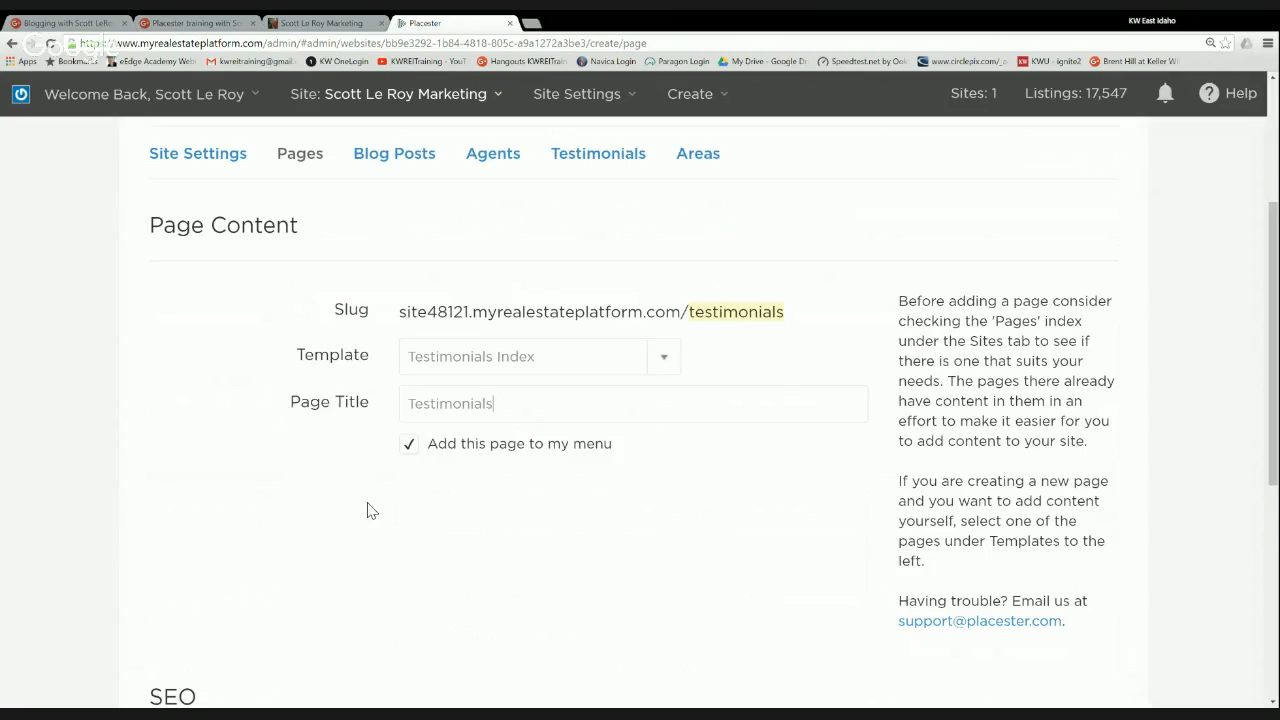 Blogging with Scott LeRo
Placester training with Sc
Scott Le Roy Marketing
Placester
KW East Idaho
Google
https://www.myrealestateplatform.com/admin/#admin/websites/bb9e3292-1b84-4818-805c-a9a1272a3be3/create/page
Apps
Bookmarks
eEdge Academy Web
kwreitraining@gmail.
KW OneLogin
KWREITraining - YouT
Hangouts KWREITrain
Navica Login
Paragon Login
My Drive - Google Dr
Speedtest.net by Ook
www.circlepix.com/_
KWU - ignite2
Brent Hill at Keller Wi
Welcome Back, Scott Le Roy
Site: Scott Le Roy Marketing
Site Settings
Create
Sites: 1
Listings: 17,547
Help
Site Settings
Pages
Blog Posts
Agents
Testimonials
Areas
Page Content
Slug
site48121.myrealestateplatform.com/testimonials
Template
Testimonials Index
Page Title
Testimonials
Add this page to my menu
Before adding a page consider
checking the 'Pages' index
under the Sites tab to see if
there is one that suits your
needs. The pages there already
have content in them in an
effort to make it easier for you
to add content to your site.
If you are creating a new page
and you want to add content
yourself, select one of the
pages under Templates to the
left.
Having trouble? Email us at
support@placester.com.
SEO